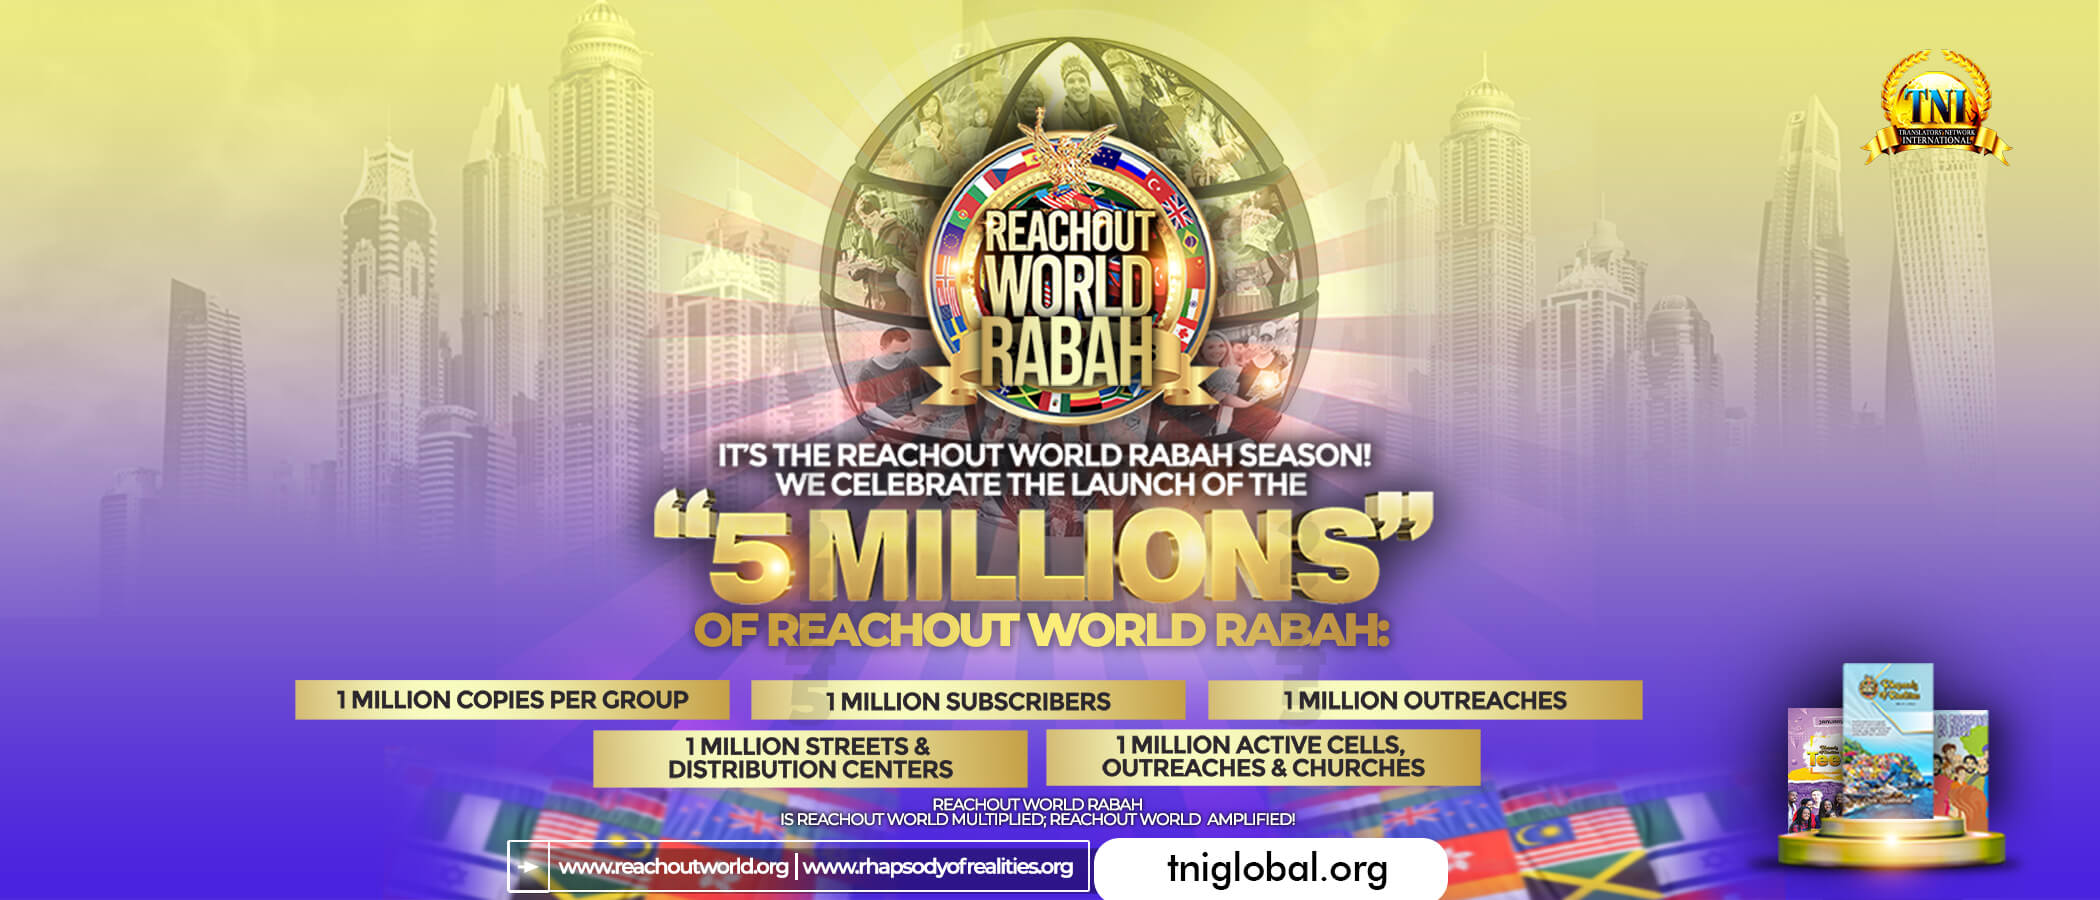 TNI
TRANSLATORS NETWORK
INTERNATIONAL
REACHOUT
WORLD
RABAH
IT'S THE REACHOUT WORLD RABAH SEASON!
WE CELEBRATE THE LAUNCH OF THE
“5 MILLIONS”
OF REACHOUT WORLD RABAH:
1 MILLION COPIES PER GROUP
1 MILLION SUBSCRIBERS
1 MILLION OUTREACHES
1 MILLION STREETS &
DISTRIBUTION CENTERS
1 MILLION ACTIVE CELLS,
OUTREACHES & CHURCHES
REACHOUT WORLD RABAH
IS REACHOUT WORLD MULTIPLIED; REACHOUT WORLD AMPLIFIED!
www.reachoutworld.org | www.rhapsodyofrealities.org
tniglobal.org
Rhapsody
of Realities